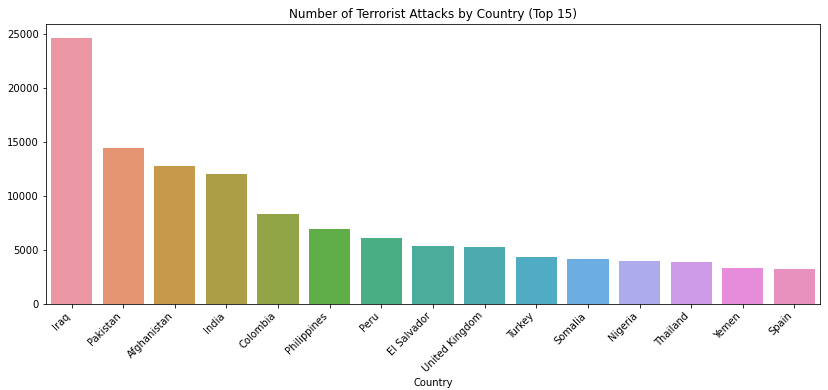 Number of Terrorist Attacks by Country (Top 15)
25000
20000
15000
10000
5000
0
Iraq
Pakistan
Afghanistan
India
Colombia
Philippines
Peru
El Salvador
United Kingdom
Turkey
Somalia
Nigeria
Thailand
Yemen
Spain
Country